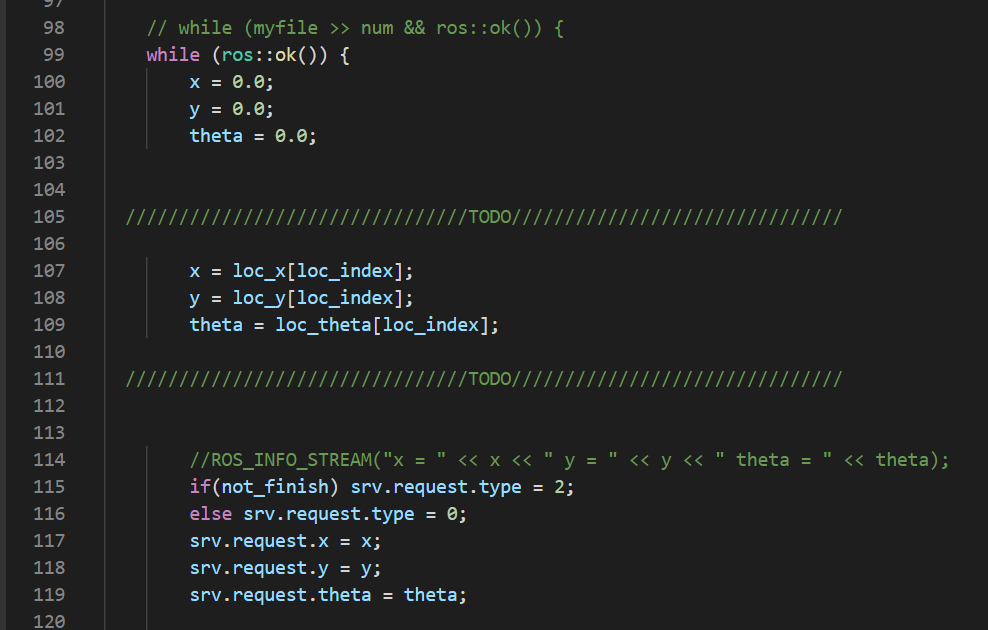 97
98 // while (myfile >> num && ros::ok()) {
99 while (ros::ok()) {
100 x = 0.0;
101 y = 0.0;
102 theta = 0.0;
103
104
105 ////////////////////////////////TODO///////////////////////////////
106
107 x = loc_x[loc_index];
108 y = loc_y[loc_index];
109 theta = loc_theta[loc_index];
110
111 ////////////////////////////////TODO///////////////////////////////
112
113
114 //ROS_INFO_STREAM("x = " << x << " y = " << y << " theta = " << theta);
115 if(not_finish) srv.request.type = 2;
116 else srv.request.type = 0;
117 srv.request.x = x;
118 srv.request.y = y;
119 srv.request.theta = theta;
120